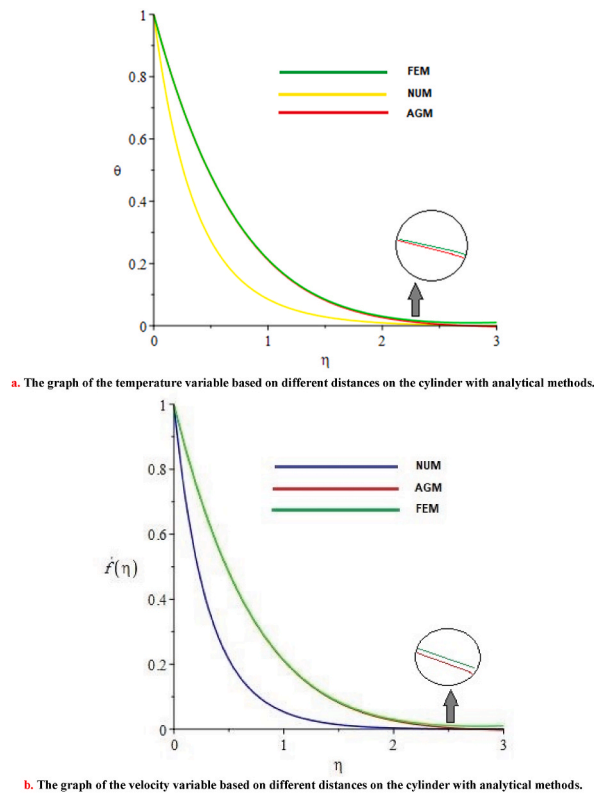 1
0.8
0.6
θ
0.4
0.2
0
0
1
2
3
η
FEM
NUM
AGM
a. The graph of the temperature variable based on different distances on the cylinder with analytical methods.
1
0.8
0.6
ḟ(η)
0.4
0.2
0
0
1
2
3
η
NUM
AGM
FEM
b. The graph of the velocity variable based on different distances on the cylinder with analytical methods.